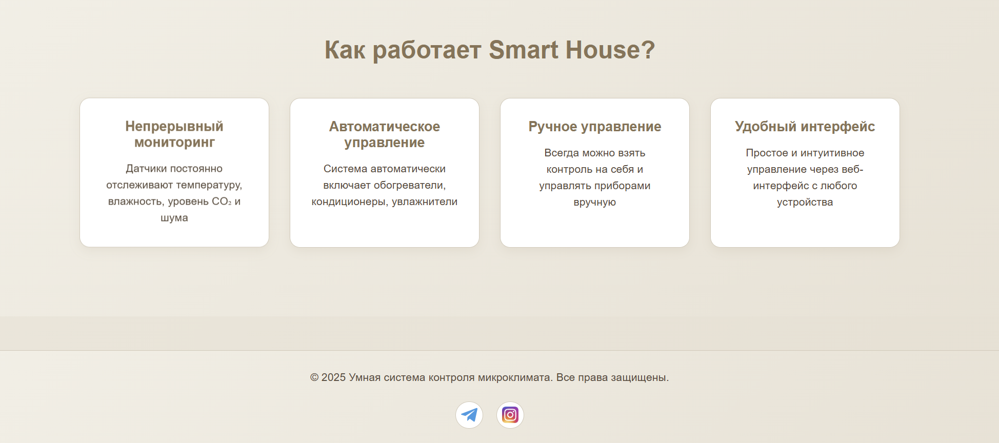 Как работает Smart House?
Непрерывный
мониторинг
Датчики постоянно
отслеживают температуру,
влажность, уровень CO₂ и
шума
Автоматическое
управление
Система автоматически
включает обогреватели,
кондиционеры, увлажнители
Ручное управление
Всегда можно взять
контроль на себя и
управлять приборами
вручную
Удобный интерфейс
Простое и интуитивное
управление через веб-
интерфейс с любого
устройства
© 2025 Умная система контроля микроклимата. Все права защищены.